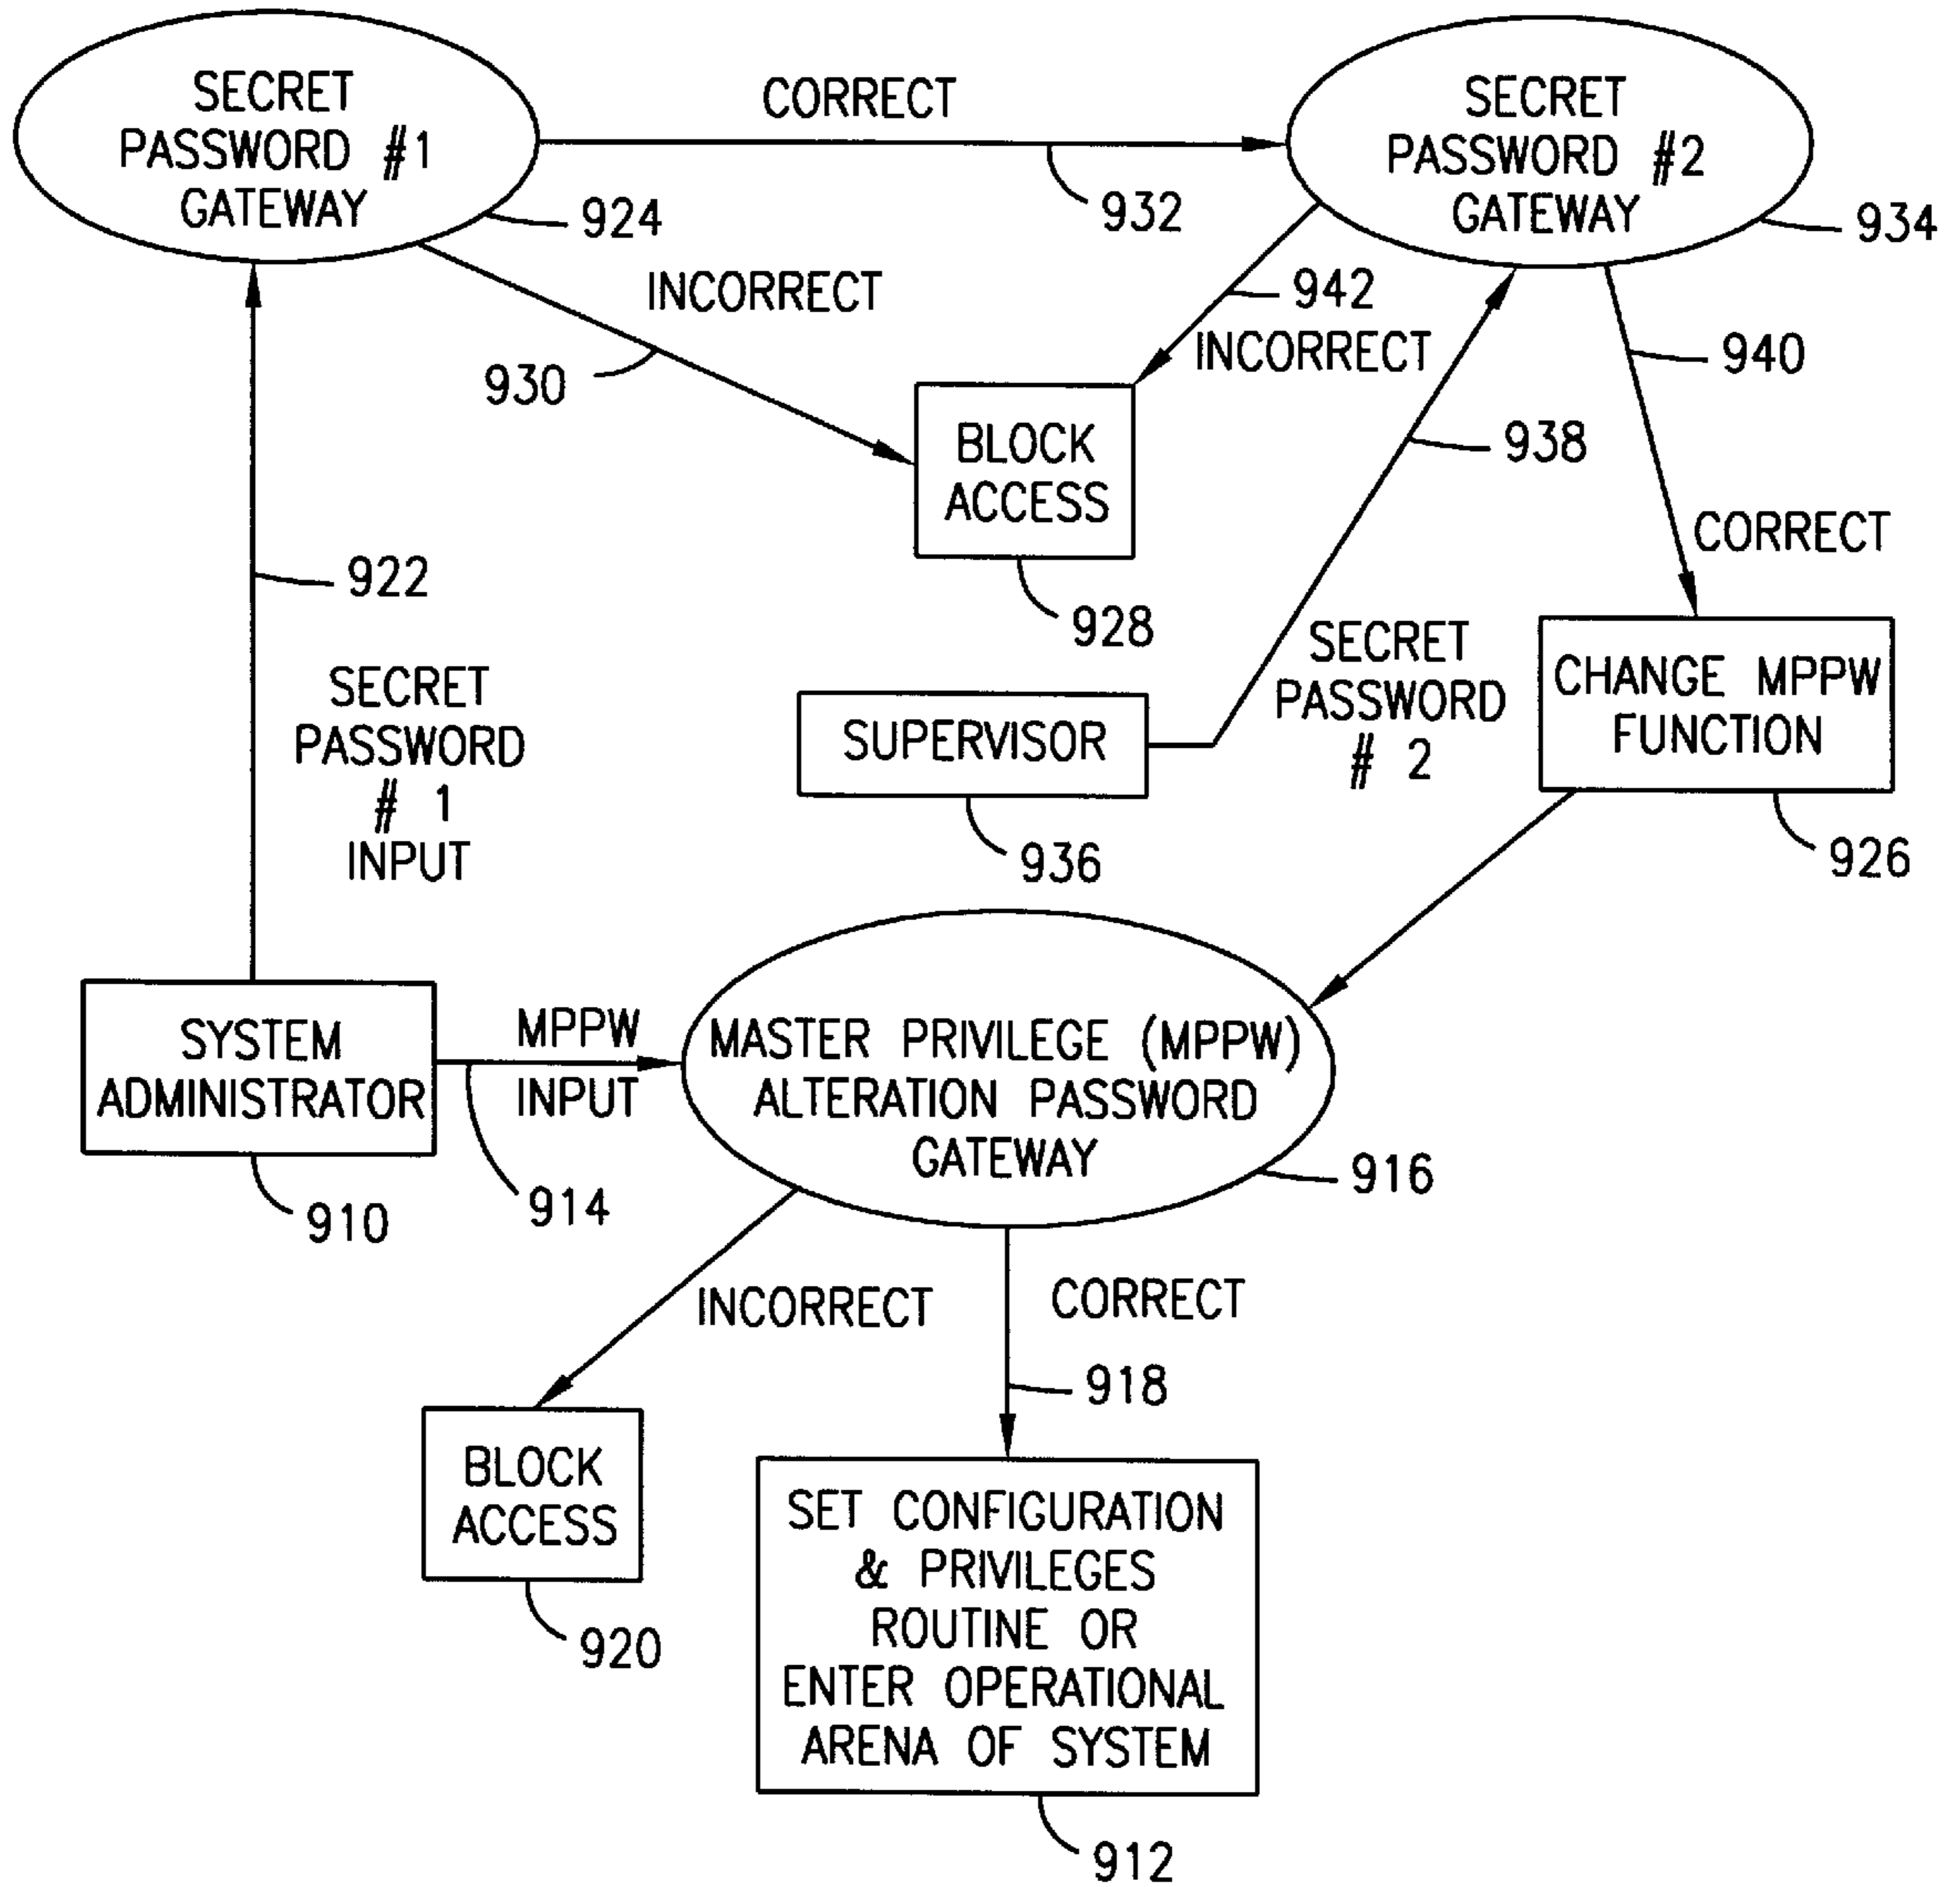 SECRET
PASSWORD #1
GATEWAY
924
CORRECT
932
SECRET
PASSWORD #2
GATEWAY
934
INCORRECT
930
942
INCORRECT
940
938
CORRECT
BLOCK
ACCESS
928
922
SECRET
PASSWORD
# 1
INPUT
SUPERVISOR
936
SECRET
PASSWORD
# 2
CHANGE MPPW
FUNCTION
926
SYSTEM
ADMINISTRATOR
910
MPPW
INPUT
914
MASTER PRIVILEGE (MPPW)
ALTERATION PASSWORD
GATEWAY
916
INCORRECT
CORRECT
918
BLOCK
ACCESS
920
SET CONFIGURATION
& PRIVILEGES
ROUTINE OR
ENTER OPERATIONAL
ARENA OF SYSTEM
912